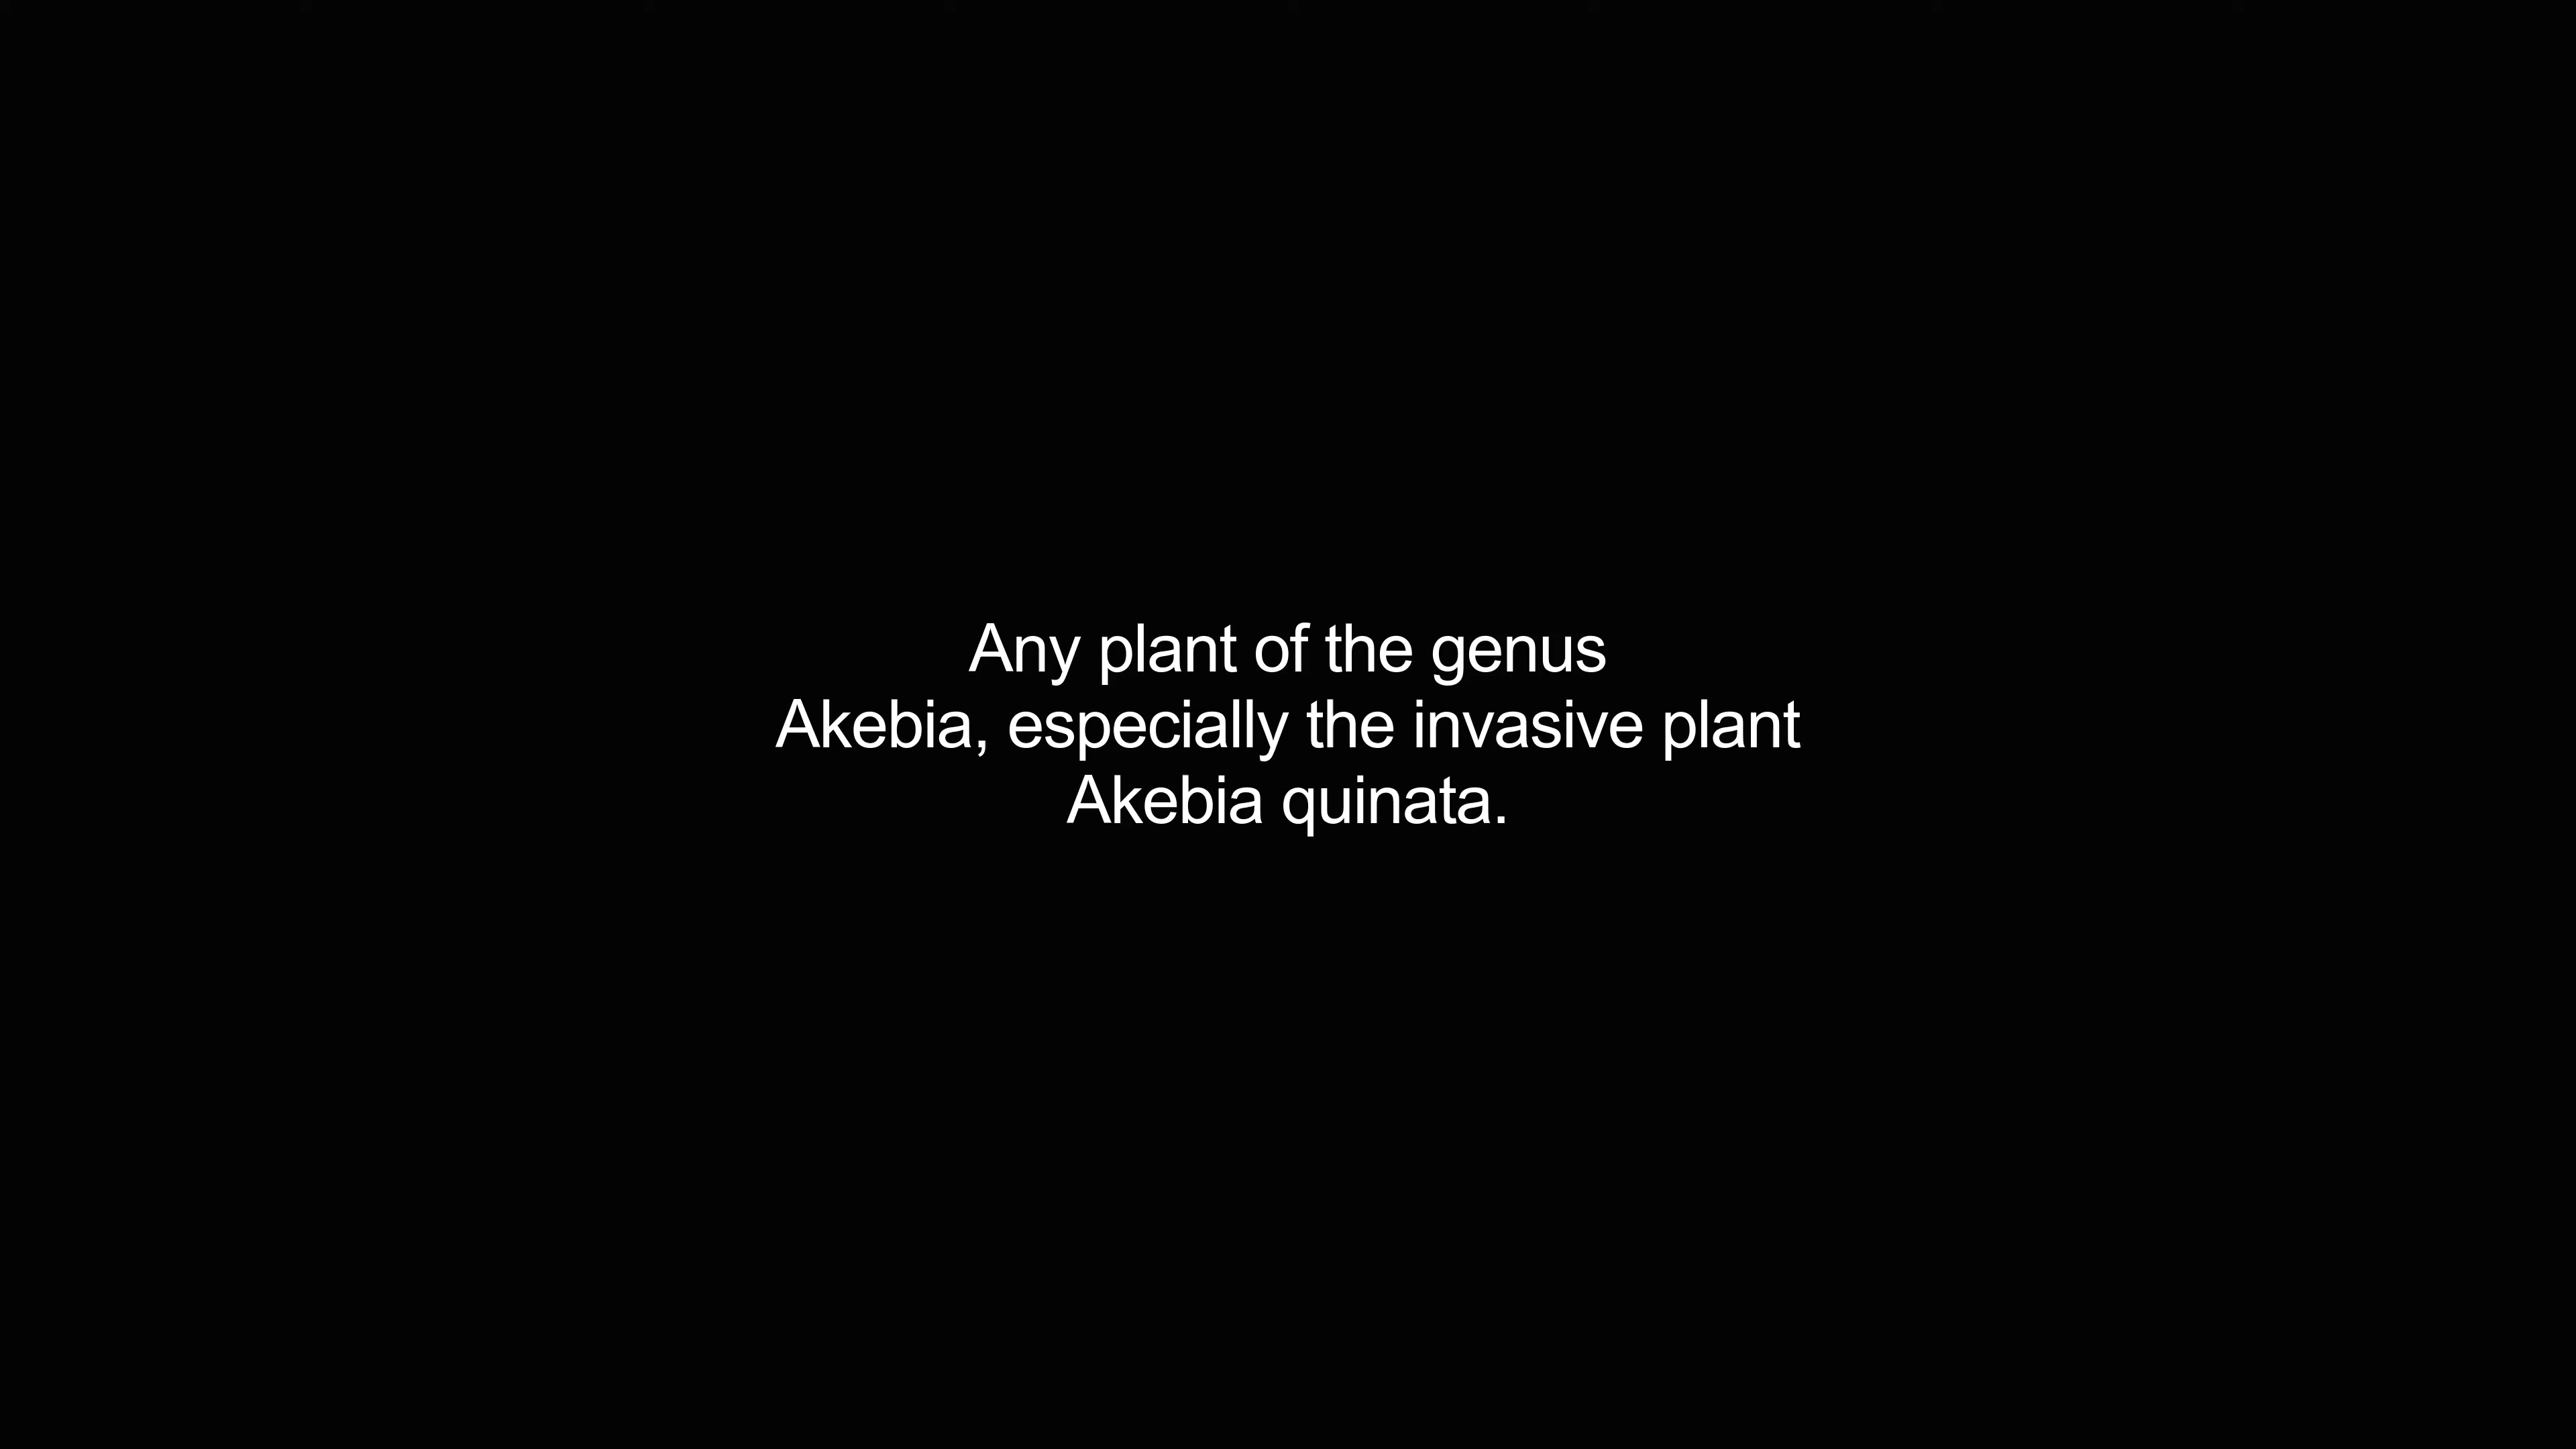 Any plant of the genus
Akebia, especially the invasive plant
Akebia quinata.